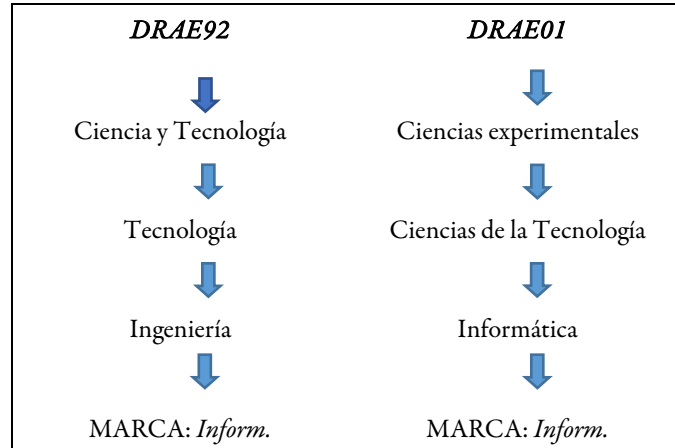 DRAE92
Ciencia y Tecnología
Tecnología
Ingeniería
MARCA: Inform.
DRAE01
Ciencias experimentales
Ciencias de la Tecnología
Informática
MARCA: Inform.